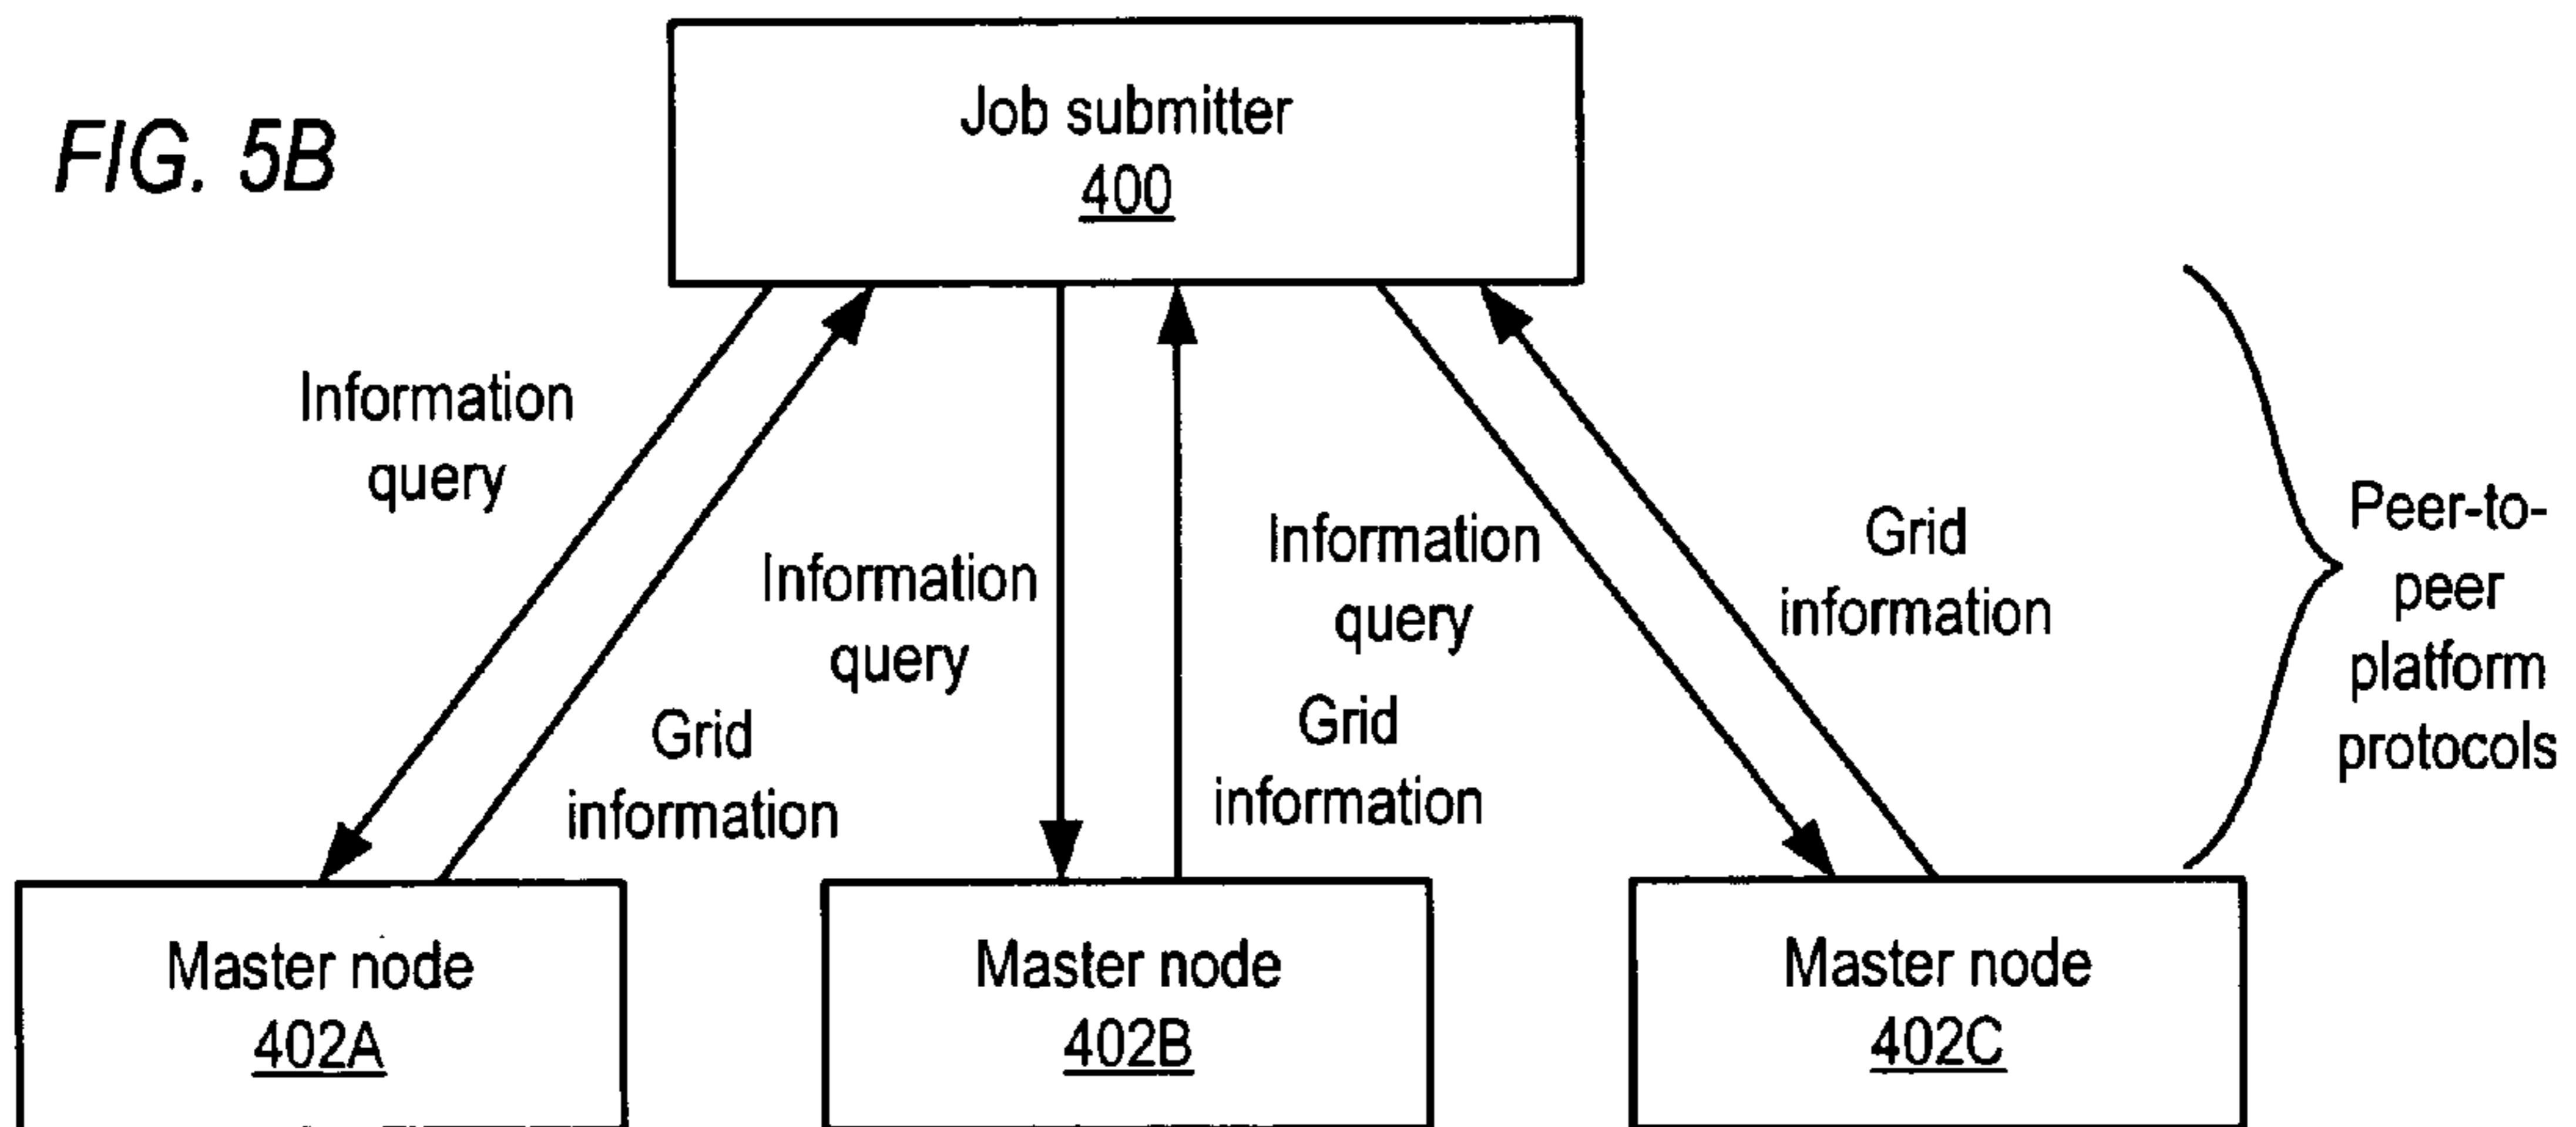 FIG. 5B
Job submitter
400
Information
query
Grid
information
Information
query
Grid
information
Information
query
Grid
information
Peer-to-
peer
platform
protocols
Master node
402A
Master node
402B
Master node
402C